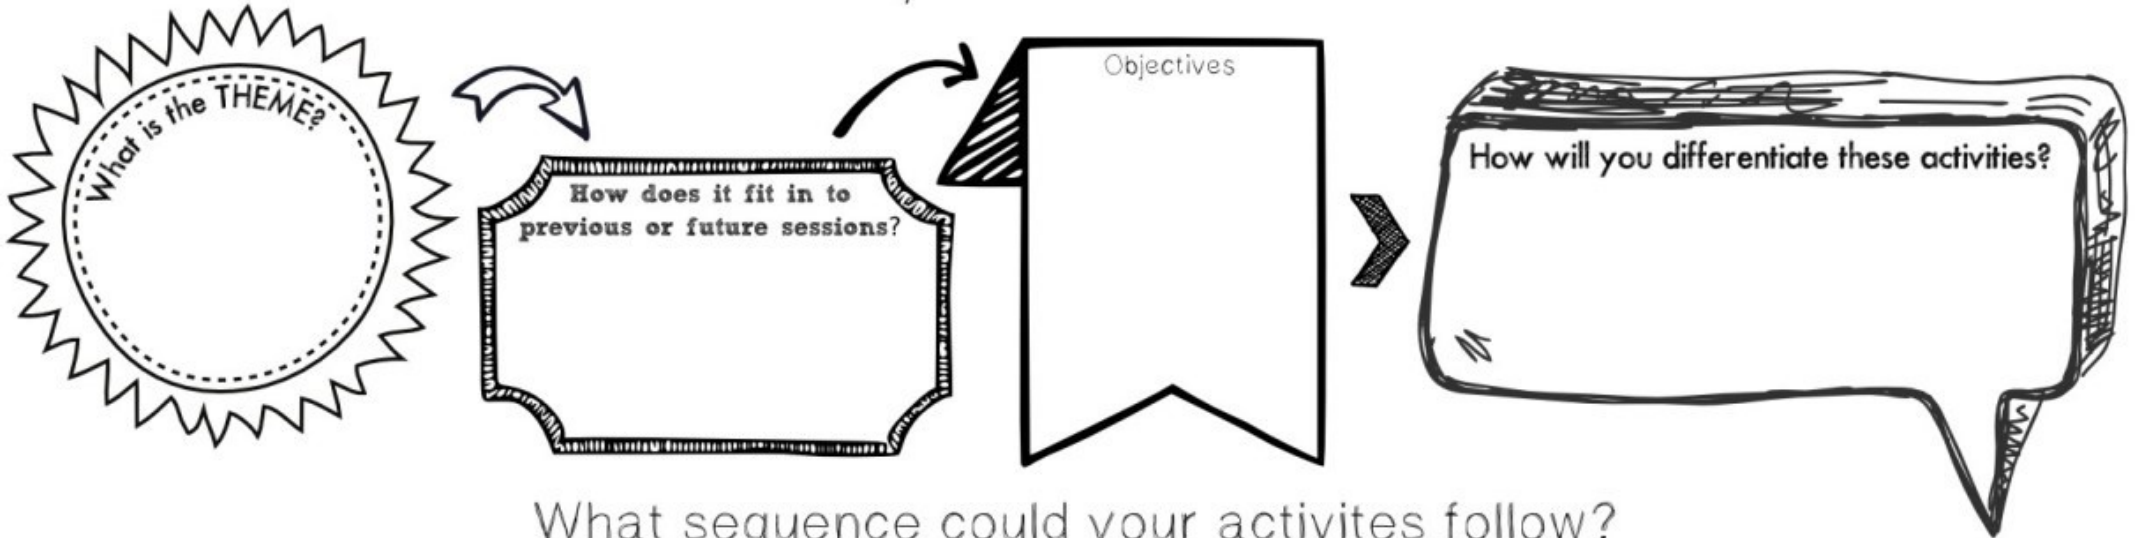 What is the THEME?
How does it fit in to
previous or future sessions?
Objectives
How will you differentiate these activities?
What sequence could your activites follow?